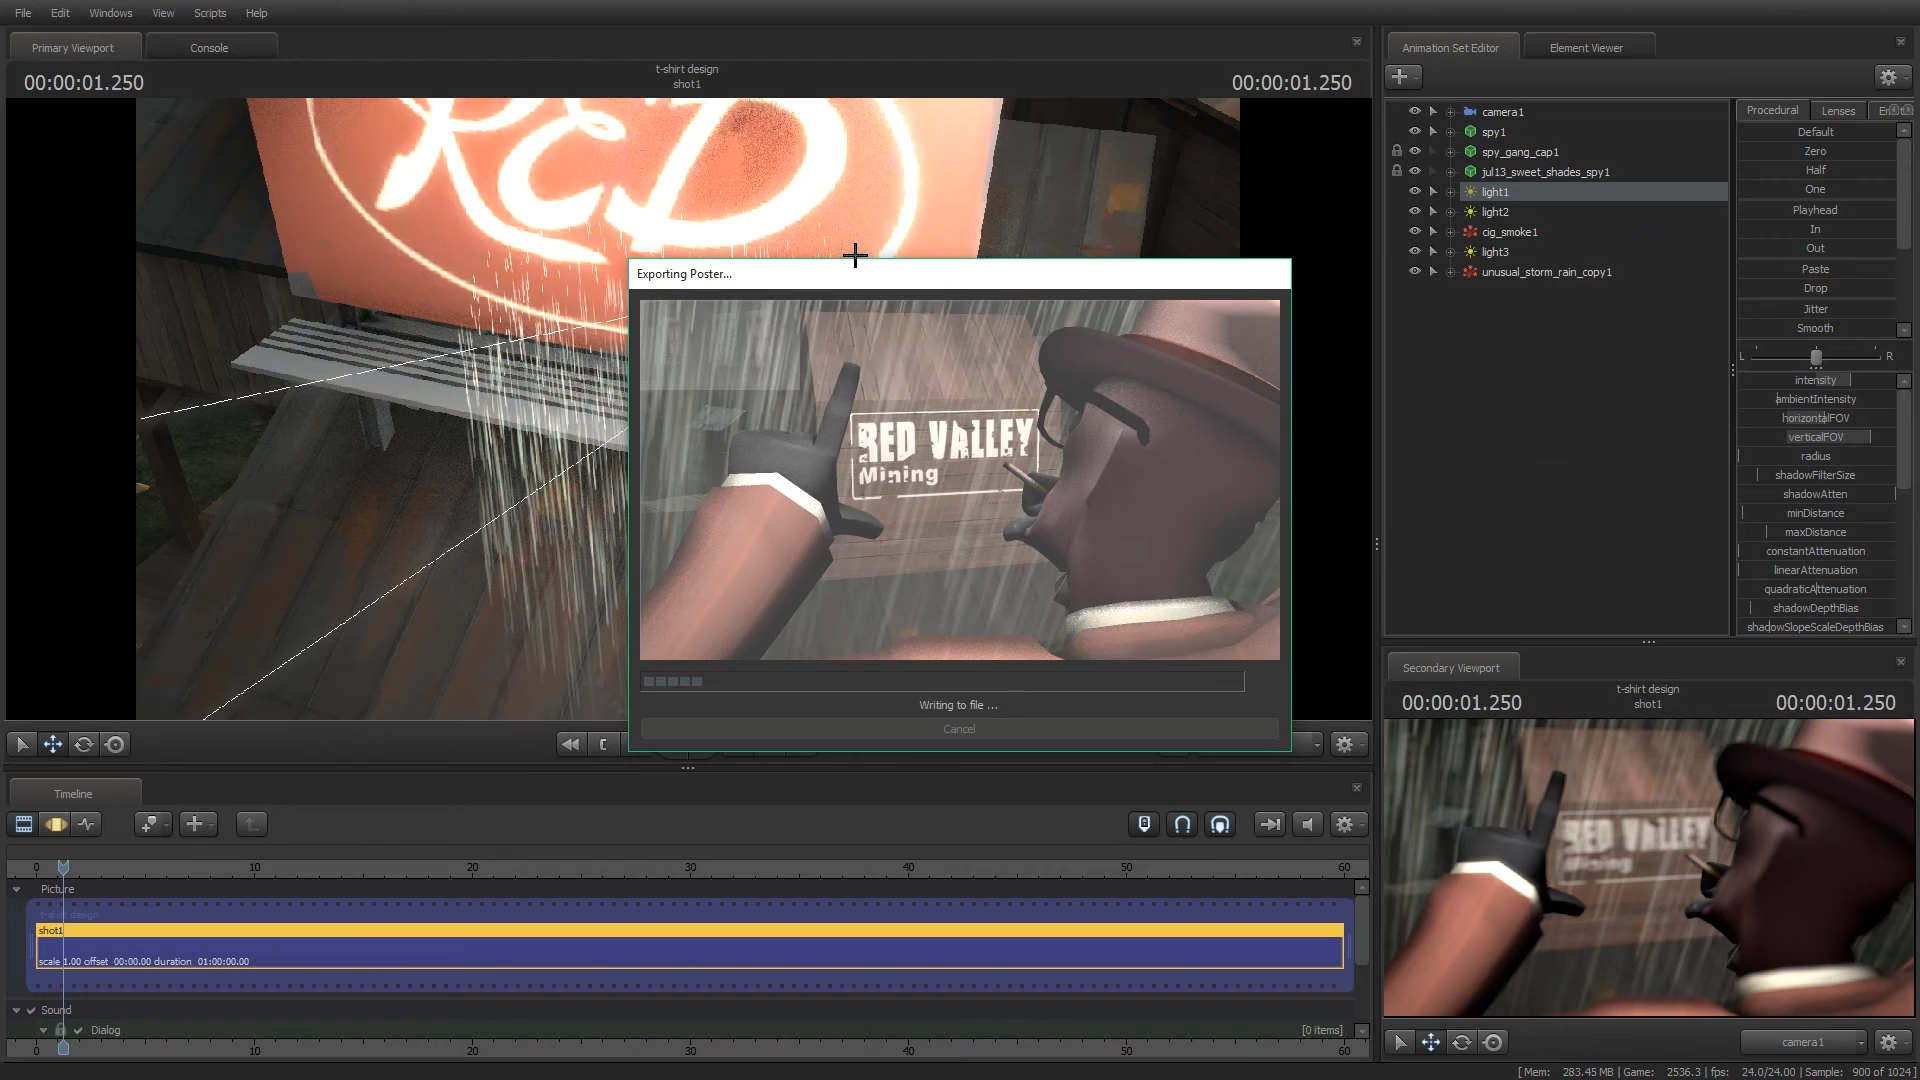 File Edit Windows View Scripts Help
Primary Viewport Console
00:00:01.250
t-shirt design
shot1
00:00:01.250
RED
Exporting Poster...
RED VALLEY
Mining
Writing to file ...
Cancel
Animation Set Editor Element Viewer
camera1
spy1
spy_gang_cap1
jul13_sweet_shades_spy1
light1
light2
cig_smoke1
light3
unusual_storm_rain_copy1
Procedural Lenses
Default
Zero
Half
One
Playhead
In
Out
Paste
Drop
Jitter
Smooth
L R
intensity
ambientIntensity
horizontalFOV
verticalFOV
radius
shadowFilterSize
shadowAtten
minDistance
maxDistance
constantAttenuation
linearAttenuation
quadraticAttenuation
shadowDepthBias
shadowSlopeScaleDepthBias
Secondary Viewport
00:00:01.250
t-shirt design
shot1
00:00:01.250
RED VALLEY
Mining
camera1
Timeline
0 10 20 30 40 50 60
Picture
t-shirt design
shot1
scale 1.00 offset 00:00.00 duration 01:00:00.00
Sound
Dialog [0 items]
0 10 20 30 40 50 60
[ Mem: 283.45 MB | Game: 2536.3 | fps: 24.0/24.00 | Sample: 900 of 1024 ]